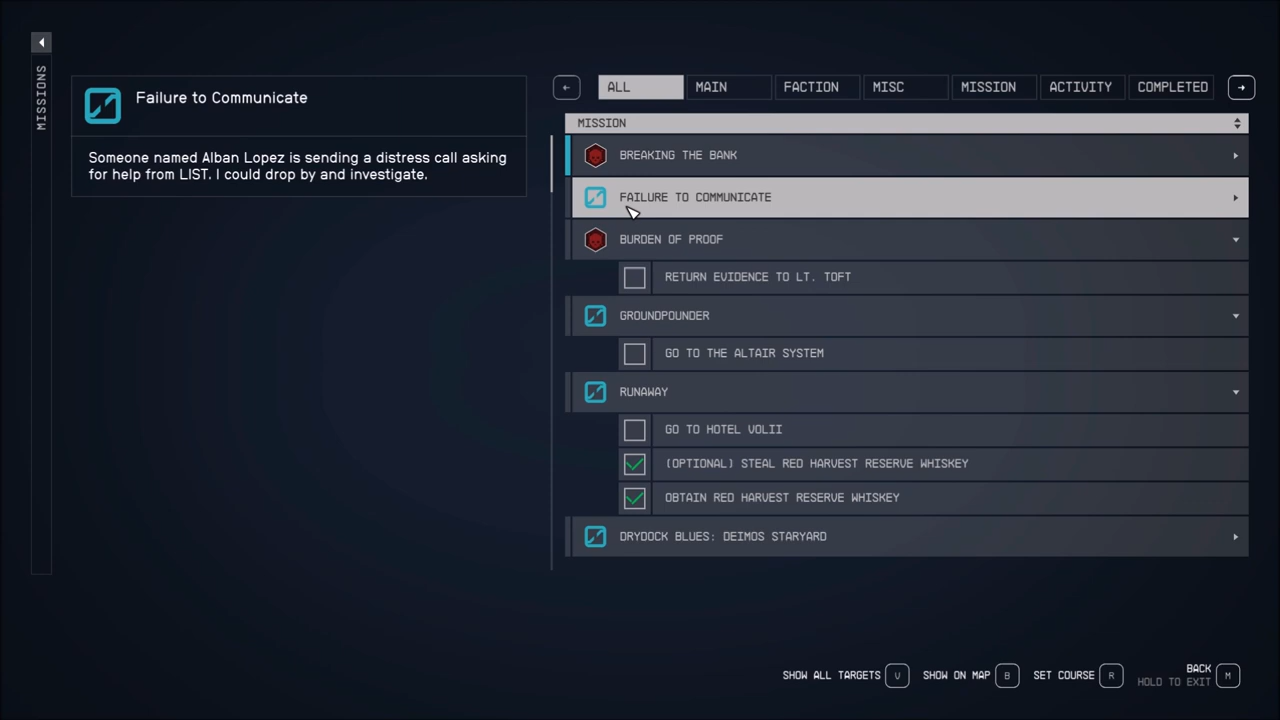 MISSIONS
Failure to Communicate
Someone named Alban Lopez is sending a distress call asking
for help from LIST. I could drop by and investigate.
ALL MAIN FACTION MISC MISSION ACTIVITY COMPLETED
MISSION
BREAKING THE BANK
FAILURE TO COMMUNICATE
BURDEN OF PROOF
RETURN EVIDENCE TO LT. TOFT
GROUNDPOUNDER
GO TO THE ALTAIR SYSTEM
RUNAWAY
GO TO HOTEL VOLII
(OPTIONAL) STEAL RED HARVEST RESERVE WHISKEY
OBTAIN RED HARVEST RESERVE WHISKEY
DRYDOCK BLUES: DEIMOS STARYARD
SHOW ALL TARGETS V SHOW ON MAP B SET COURSE R BACK M
HOLD TO EXIT